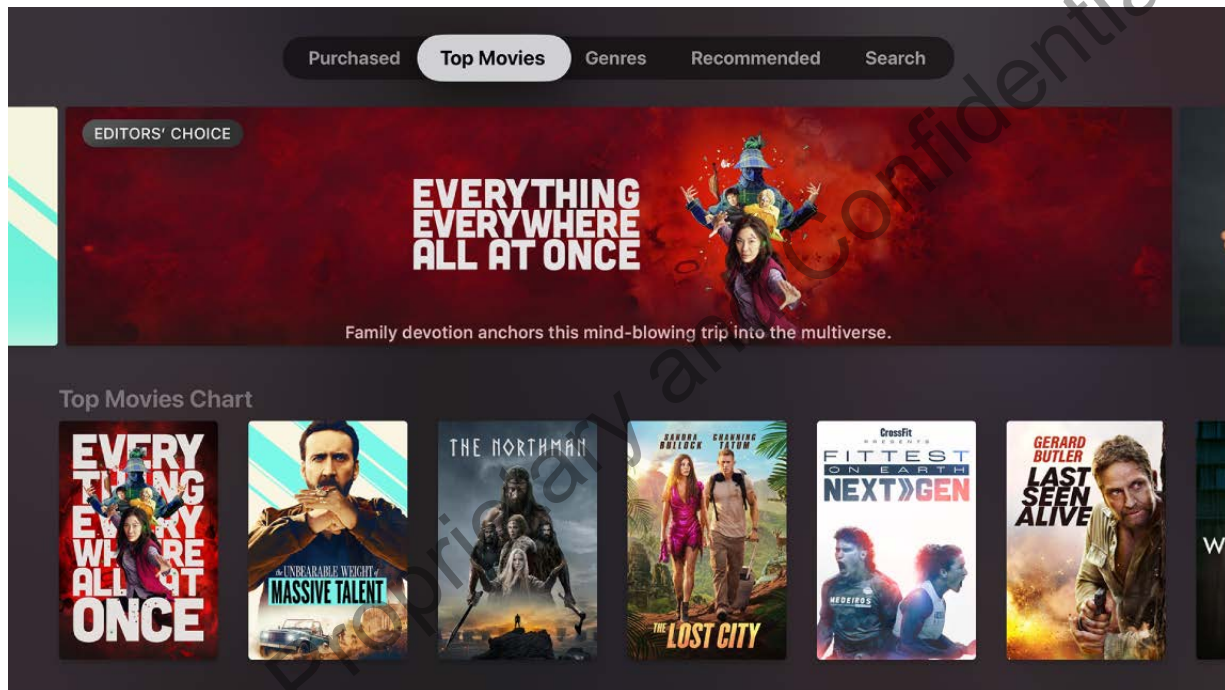 Purchased
Top Movies
Genres
Recommended
Search
EDITORS’ CHOICE
EVERYTHING
EVERYWHERE
ALL AT ONCE
Family devotion anchors this mind-blowing trip into the multiverse.
Top Movies Chart
EVERY
THING
EVERY
WHERE
ALL AT
ONCE
the UNBEARABLE WEIGHT of
MASSIVE TALENT
THE NORTHMAN
SANDRA BULLOCK
CHANNING TATUM
THE LOST CITY
CrossFit
PRESENTS
FITTEST
ON EARTH
NEXT»GEN
MEDEIROS
GERARD
BUTLER
LAST
SEEN
ALIVE
W
Proprietary and Confidential